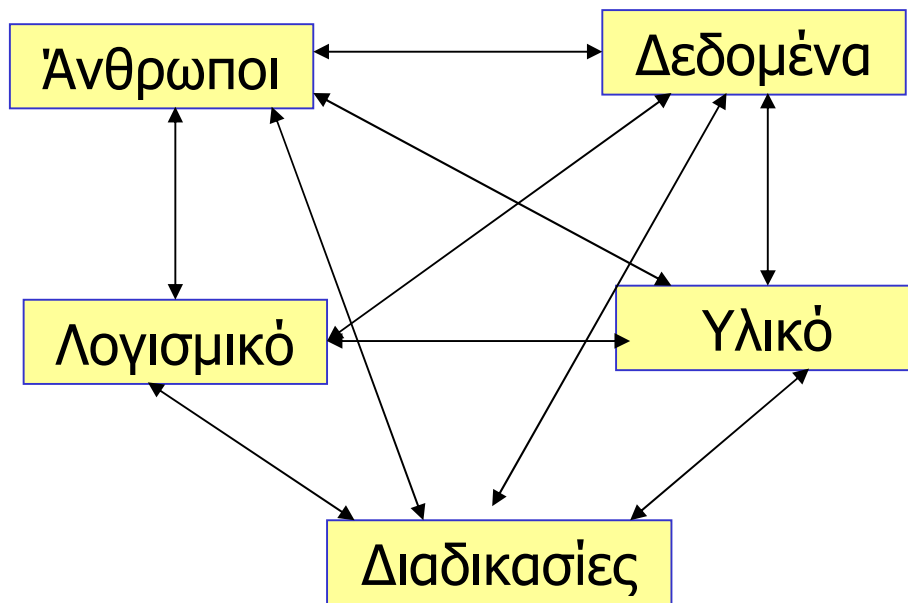 Άνθρωποι
Δεδομένα
Λογισμικό
Υλικό
Διαδικασίες